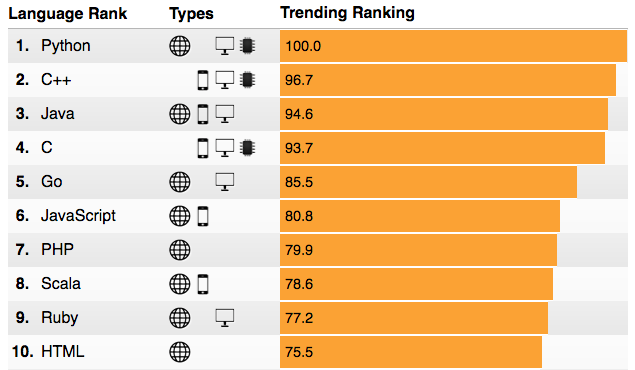 Language Rank Types Trending Ranking
1. Python 100.0
2. C++ 96.7
3. Java 94.6
4. C 93.7
5. Go 85.5
6. JavaScript 80.8
7. PHP 79.9
8. Scala 78.6
9. Ruby 77.2
10. HTML 75.5